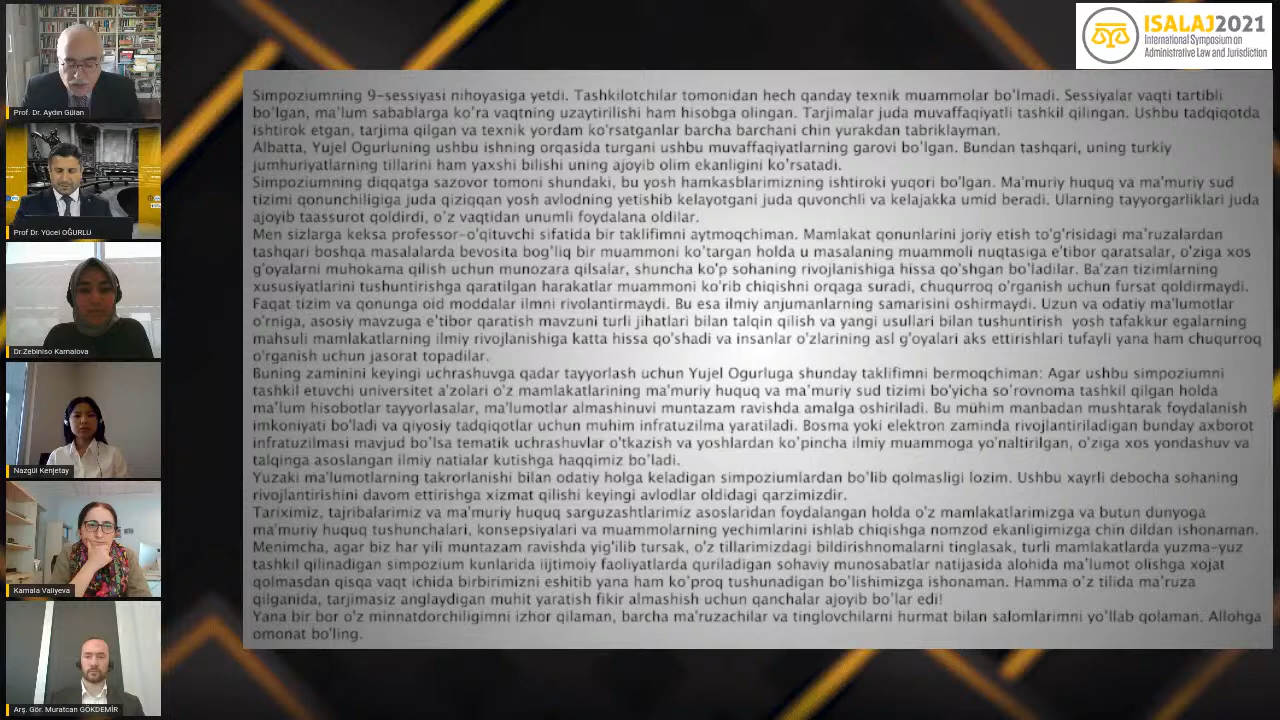 ISALAJ2021
International Symposium on
Administrative Law and Jurisdiction
Simpoziumning 9-sessiyasi nihoyasiga yetdi. Tashkilotchilar tomonidan hech qanday texnik muammolar bo'lmadi. Sessiyalar vaqti tartibli
bo'lgan, ma'lum sabablarga ko'ra vaqtning uzaytirilishi ham hisobga olingan. Tarjimalar juda muvaffaqiyatli tashkil qilingan. Ushbu tadqiqotda
ishtirok etgan, tarjima qilgan va texnik yordam ko'rsatganlar barcha barchani chin yurakdan tabriklayman.
Albatta, Yujel Ogurluning ushbu ishning orqasida turgani ushbu muvaffaqiyatlarning garovi bo'lgan. Bundan tashqari, uning turkiy
jumhuriyatlarning tillarini ham yaxshi bilishi uning ajoyib olim ekanligini ko'rsatadi.
Simpoziumning diqqatga sazovor tomoni shundaki, bu yosh hamkasblarimizning ishtiroki yuqori bo'lgan. Ma'muriy huquq va ma'muriy sud
tizimi qonunchiligiga juda qiziqqan yosh avlodning yetishib kelayotgani juda quvonchli va kelajakka umid beradi. Ularning tayyorgarliklari juda
ajoyib taassurot qoldirdi, o'z vaqtidan unumli foydalana oldilar.
Men sizlarga keksa professor-o'qituvchi sifatida bir taklifimni aytmoqchiman. Mamlakat qonunlarini joriy etish to'g'risidagi ma'ruzalardan
tashqari boshqa masalalarda bevosita bog'liq bir muammoni ko'targan holda u masalaning muammoli nuqtasiga e'tibor qaratsalar, o'ziga xos
g'oyalarni muhokama qilish uchun munozara qilsalar, shuncha ko'p sohaning rivojlanishiga hissa qo'shgan bo'ladilar. Ba'zan tizimlarning
xususiyatlarini tushuntirishga qaratilgan harakatlar muammoni ko'rib chiqishni orqaga suradi, chuqurroq o'rganish uchun fursat qoldirmaydi.
Faqat tizim va qonunga oid moddalar ilmni rivolantirmaydi. Bu esa ilmiy anjumanlarning samarisini oshirmaydi. Uzun va odatiy ma'lumotlar
o'rniga, asosiy mavzuga e'tibor qaratish mavzuni turli jihatlari bilan talqin qilish va yangi usullari bilan tushuntirish yosh tafakkur egalarning
mahsuli mamlakatlarning ilmiy rivojlanishiga katta hissa qo'shadi va insanlar o'zlarining asl g'oyalari aks ettirishlari tufayli yana ham chuqurroq
o'rganish uchun jasorat topadilar.
Buning zaminini keyingi uchrashuvga qadar tayyorlash uchun Yujel Ogurluga shunday taklifimni bermoqchiman: Agar ushbu simpoziumni
tashkil etuvchi universitet a'zolari o'z mamlakatlarining ma'muriy huquq va ma'muriy sud tizimi bo'yicha so'rovnoma tashkil qilgan holda
ma'lum hisobotlar tayyorlasalar, ma'lumotlar almashinuvi muntazam ravishda amalga oshiriladi. Bu mühim manbadan mushtarak foydalanish
imkoniyati bo'ladi va qiyosiy tadqiqotlar uchun muhim infratuzilma yaratiladi. Bosma yoki elektron zaminda rivojlantiriladigan bunday axborot
infratuzilmasi mavjud bo'lsa tematik uchrashuvlar o'tkazish va yoshlardan ko'pincha ilmiy muammoga yo'naltirilgan, o'ziga xos yondashuv va
talqinga asoslangan ilmiy natialar kutishga haqqimiz bo'ladi.
Yuzaki ma'lumotlarning takrorlanishi bilan odatiy holga keladigan simpoziumlardan bo'lib qolmasligi lozim. Ushbu xayrli debocha sohaning
rivojlantirishini davom ettirishga xizmat qilishi keyingi avlodlar oldidagi qarzimizdir.
Tariximiz, tajribalarimiz va ma'muriy huquq sarguzashtlarimiz asoslaridan foydalangan holda o'z mamlakatlarimizga va butun dunyoga
ma'muriy huquq tushunchalari, konsepsiyalari va muammolarning yechimlarini ishlab chiqishga nomzod ekanligimizga chin dildan ishonaman.
Menimcha, agar biz har yili muntazam ravishda yig'ilib tursak, o'z tillarimizdagi bildirishnomalarni tinglasak, turli mamlakatlarda yuzma-yuz
tashkil qilinadigan simpozium kunlarida iijtimoiy faoliyatlarda quriladigan sohaviy munosabatlar natijasida alohida ma'lumot olishga xojat
qolmasdan qisqa vaqt ichida birbirimizni eshitib yana ham ko'proq tushunadigan bo'lishimizga ishonaman. Hamma o'z tilida ma'ruza
qilganida, tarjimasiz anglaydigan muhit yaratish fikir almashish uchun qanchalar ajoyib bo'lar edi!
Yana bir bor o'z minnatdorchiligimni izhor qilaman, barcha ma'ruzachilar va tinglovchilarni hurmat bilan salomlarimni yo'llab qolaman. Allohga
omonat bo'ling.
Prof. Dr. Aydın Gülan
Prof Dr. Yücel OĞURLU
Dr.Zebiniso Kamalova
Nazgül Kenjetay
Kamala Valiyeva
Arş. Gör. Muratcan GÖKDEMİR